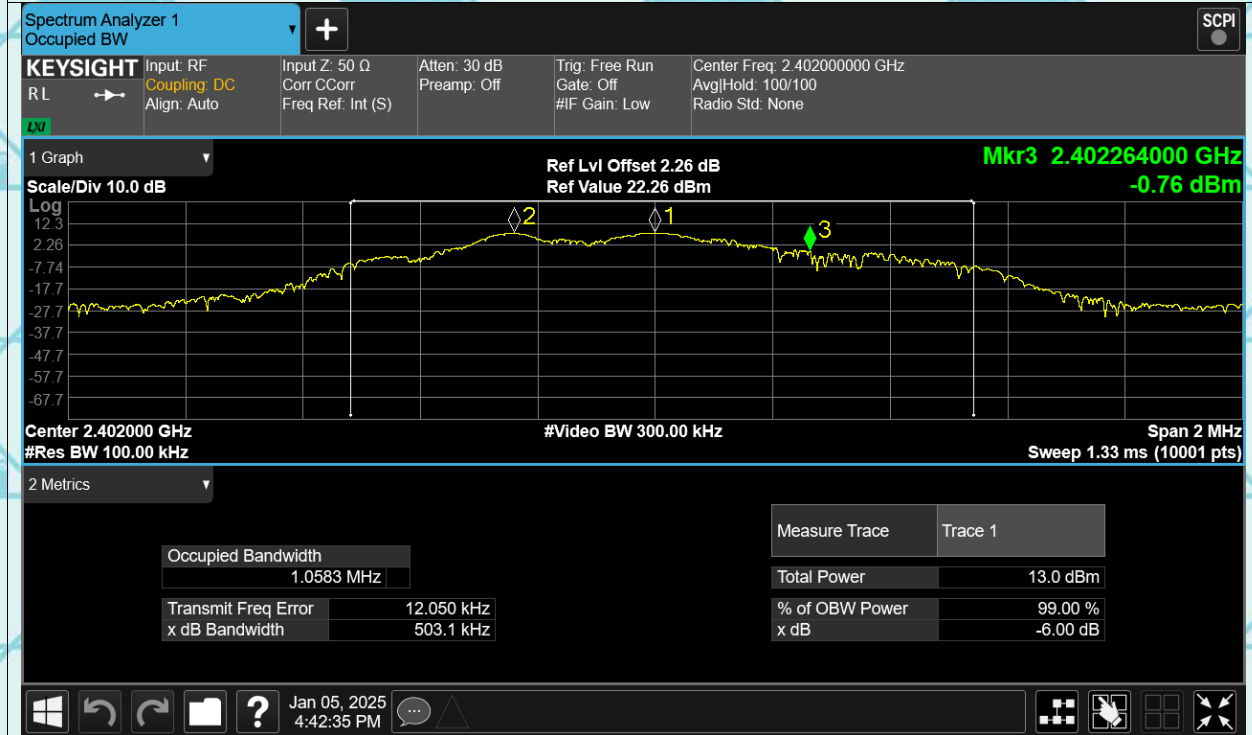 Spectrum Analyzer 1
Occupied BW
+
SCPI
KEYSIGHT
R L
LXI
Input: RF
Coupling: DC
Align: Auto
Input Z: 50 Ω
Corr CCorr
Freq Ref: Int (S)
Atten: 30 dB
Preamp: Off
Trig: Free Run
Gate: Off
#IF Gain: Low
Center Freq: 2.402000000 GHz
Avg|Hold: 100/100
Radio Std: None
1 Graph
Scale/Div 10.0 dB
Ref Lvl Offset 2.26 dB
Ref Value 22.26 dBm
Mkr3 2.402264000 GHz
-0.76 dBm
Log
12.3
2.26
-7.74
-17.7
-27.7
-37.7
-47.7
-57.7
-67.7
2
1
3
Center 2.402000 GHz
#Res BW 100.00 kHz
#Video BW 300.00 kHz
Span 2 MHz
Sweep 1.33 ms (10001 pts)
2 Metrics
Occupied Bandwidth
1.0583 MHz
Transmit Freq Error 12.050 kHz
x dB Bandwidth 503.1 kHz
Measure Trace Trace 1
Total Power 13.0 dBm
% of OBW Power 99.00 %
x dB -6.00 dB
?
Jan 05, 2025
4:42:35 PM